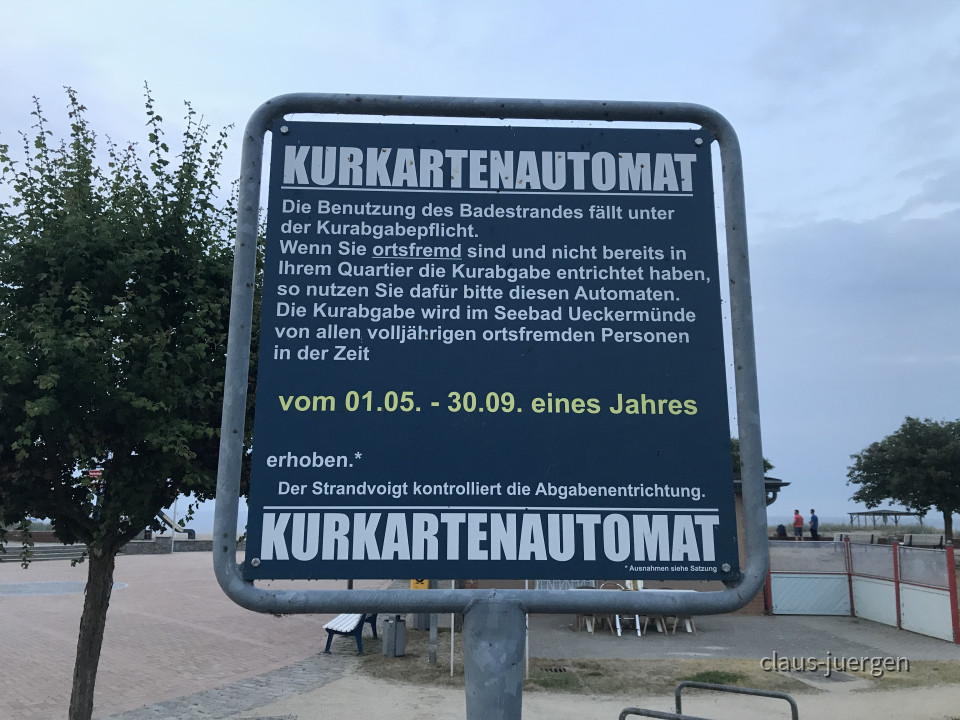 KURKARTENAUTOMAT
Die Benutzung des Badestrandes fällt unter
der Kurabgabepflicht.
Wenn Sie ortsfremd sind und nicht bereits in
Ihrem Quartier die Kurabgabe entrichtet haben,
so nutzen Sie dafür bitte diesen Automaten.
Die Kurabgabe wird im Seebad Ueckermünde
von allen volljährigen ortsfremden Personen
in der Zeit
vom 01.05. - 30.09. eines Jahres
erhoben.*
Der Strandvoigt kontrolliert die Abgabenentrichtung.
KURKARTENAUTOMAT
* Ausnahmen siehe Satzung
claus-juergen